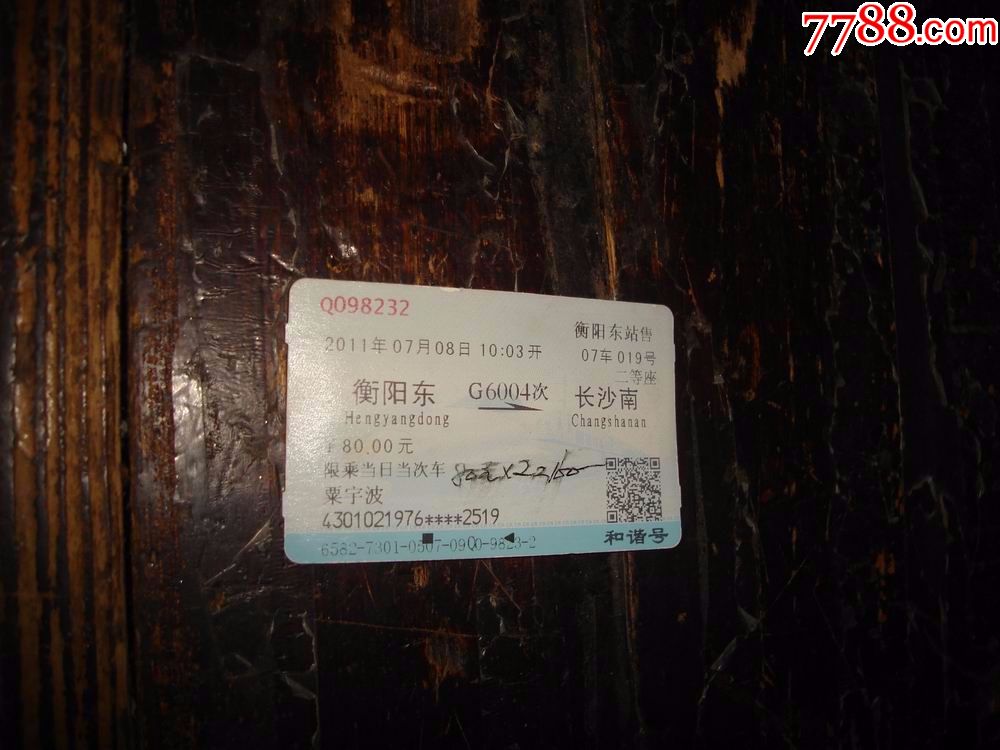 7788.com
Q098232
衡阳东站售
2011年07月08日 10:03开
07车 019号
二等座
衡阳东 G6004次 长沙南
Hengyangdong Changshanan
¥80.00元
限乘当日当次车
粟宇波
4301021976****2519
和谐号